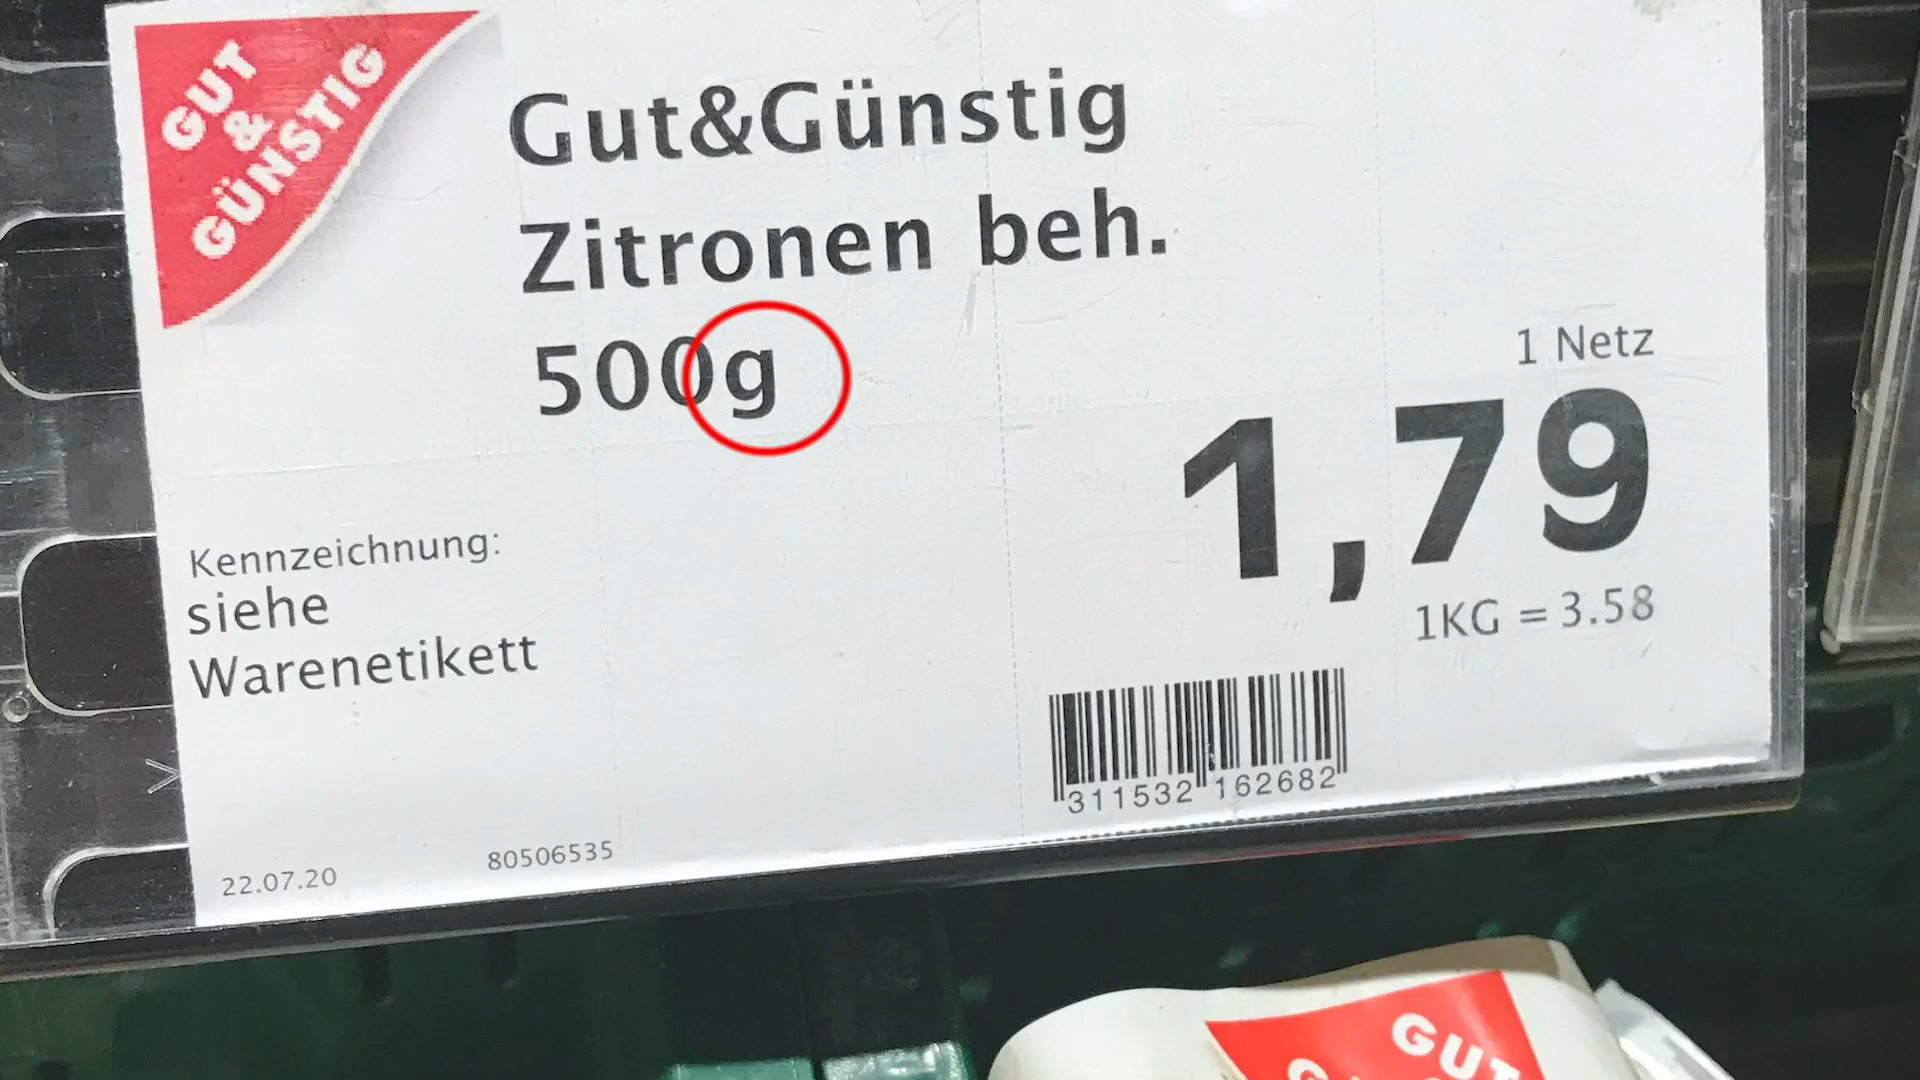 GUT
&
GÜNSTIG
Gut&Günstig
Zitronen beh.
500g
1 Netz
1,79
1KG = 3.58
Kennzeichnung:
siehe
Warenetikett
311532 162682
22.07.20
80506535
GUT